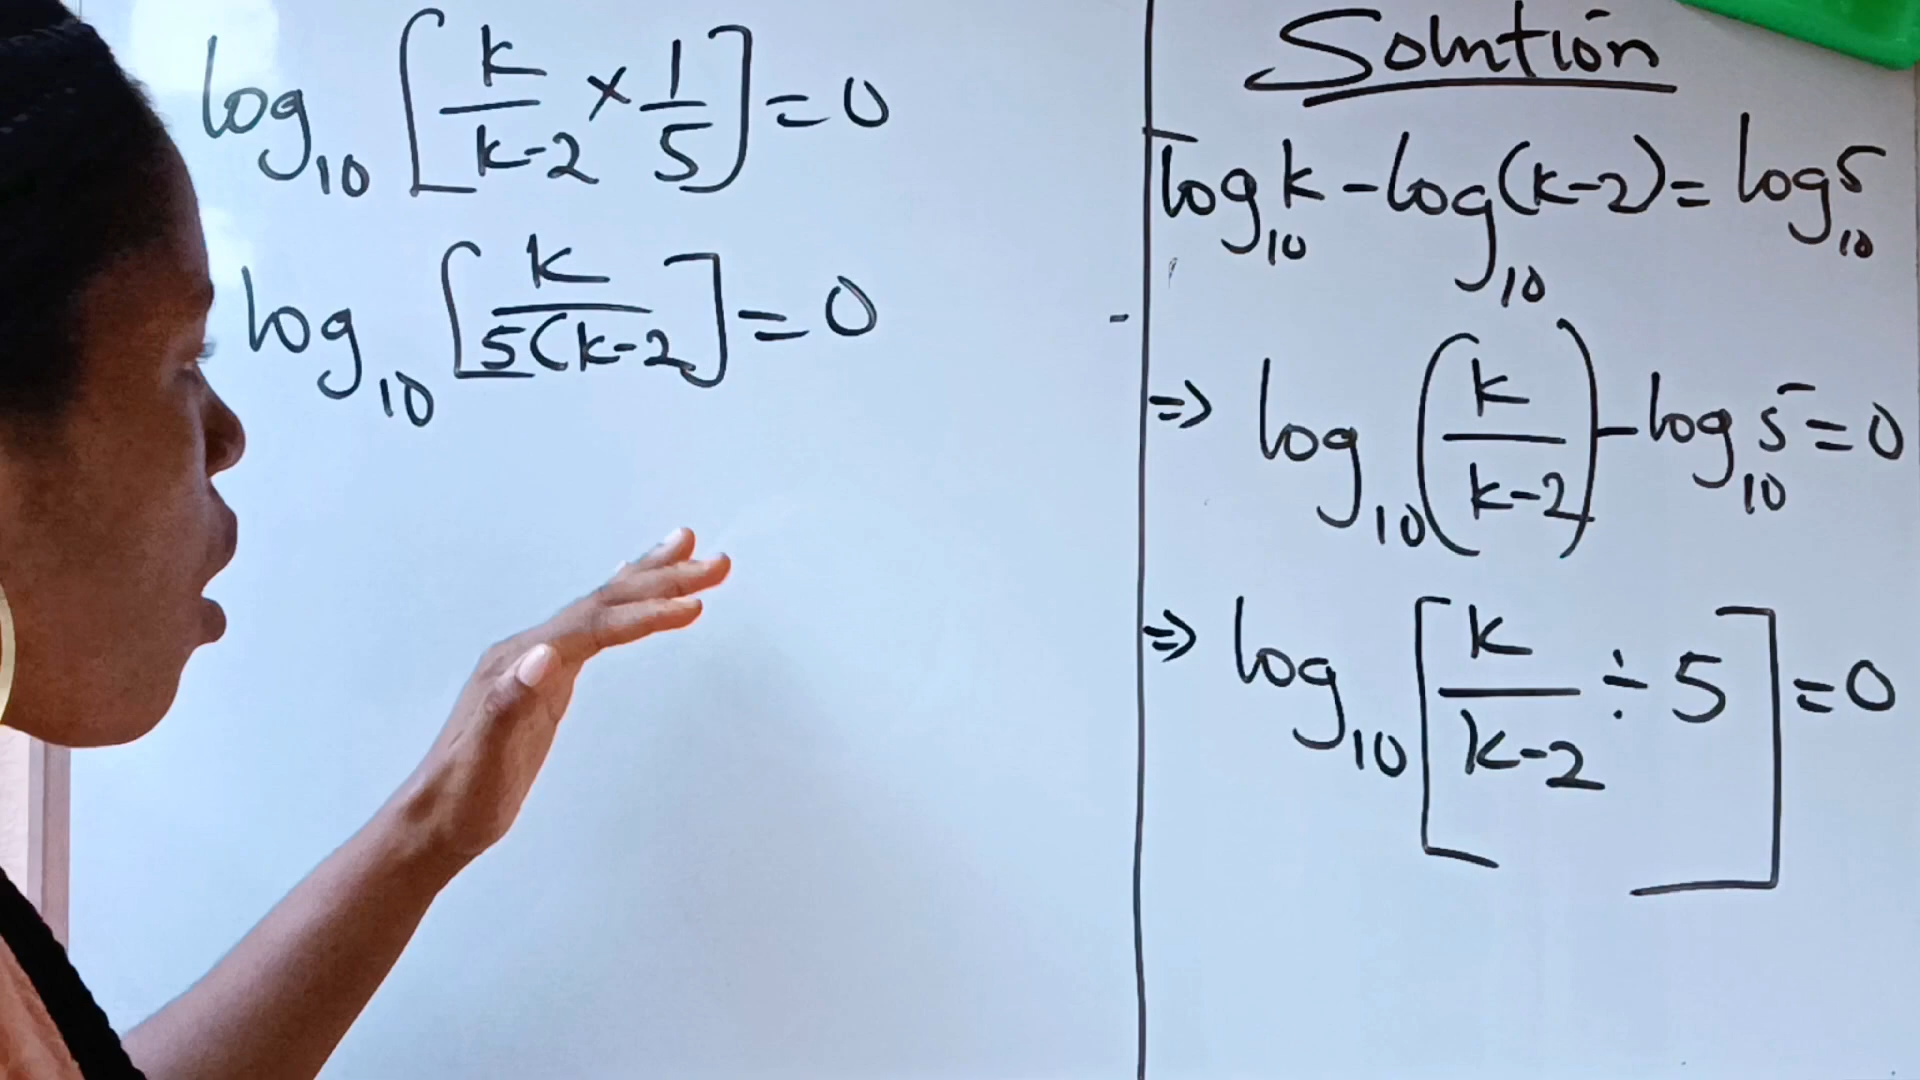 Solution
log₁₀k - log₁₀(k-2) = log₁₀5
⇒ log₁₀(k/(k-2)) - log₁₀5 = 0
⇒ log₁₀[k/(k-2) ÷ 5] = 0
log₁₀[k/(k-2) × 1/5] = 0
log₁₀[k/(5(k-2] = 0